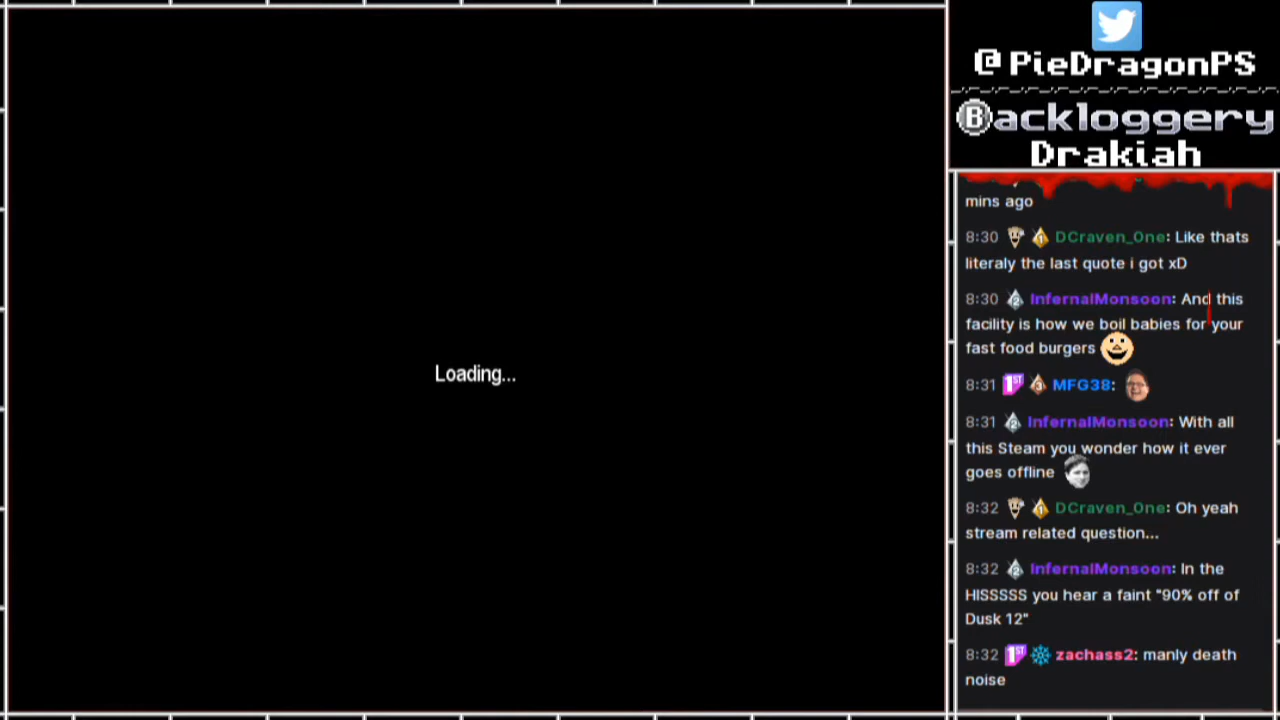 Loading...
@PieDragonPS
Backloggery
Drakiah
mins ago
8:30 DCraven_One: Like thats
literaly the last quote i got xD
8:30 InfernalMonsoon: And this
facility is how we boil babies for your
fast food burgers
8:31 MFG38:
8:31 InfernalMonsoon: With all
this Steam you wonder how it ever
goes offline
8:32 DCraven_One: Oh yeah
stream related question...
8:32 InfernalMonsoon: In the
HISSSSS you hear a faint "90% off of
Dusk 12"
8:32 zachass2: manly death
noise